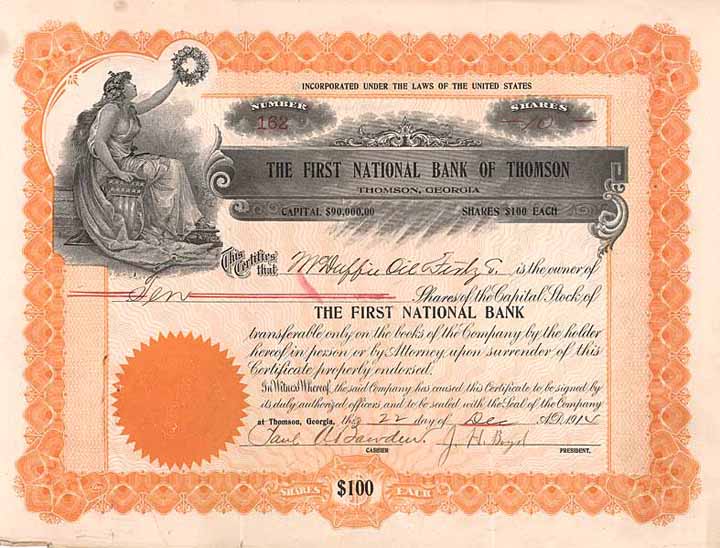 INCORPORATED UNDER THE LAWS OF THE UNITED STATES
NUMBER
162
SHARES
10
THE FIRST NATIONAL BANK OF THOMSON
THOMSON, GEORGIA
CAPITAL $90,000.00 SHARES $100 EACH
This Certifies that McDuffie Oil Fertz C. is the owner of
Ten Shares of the Capital Stock of
THE FIRST NATIONAL BANK
transferable only on the books of the Company by the holder
hereof in person or by Attorney upon surrender of this
Certificate properly endorsed.
In Witness Whereof, the said Company has caused this Certificate to be signed by
its duly authorized officers and to be sealed with the Seal of the Company
at Thomson, Georgia. this 22 day of Dec A.D. 1914
Paul A Bowden. J. H. Boyd
CASHIER PRESIDENT.
SHARES $100 EACH